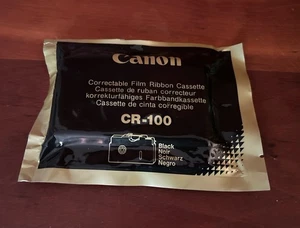 Canon
Correctable Film Ribbon Cassette
Cassette de ruban correcteur
korrekturfähiges Farbbandkassette
Cassette de cinta corregible
CR-100
Black
Noir
Schwarz
Negro